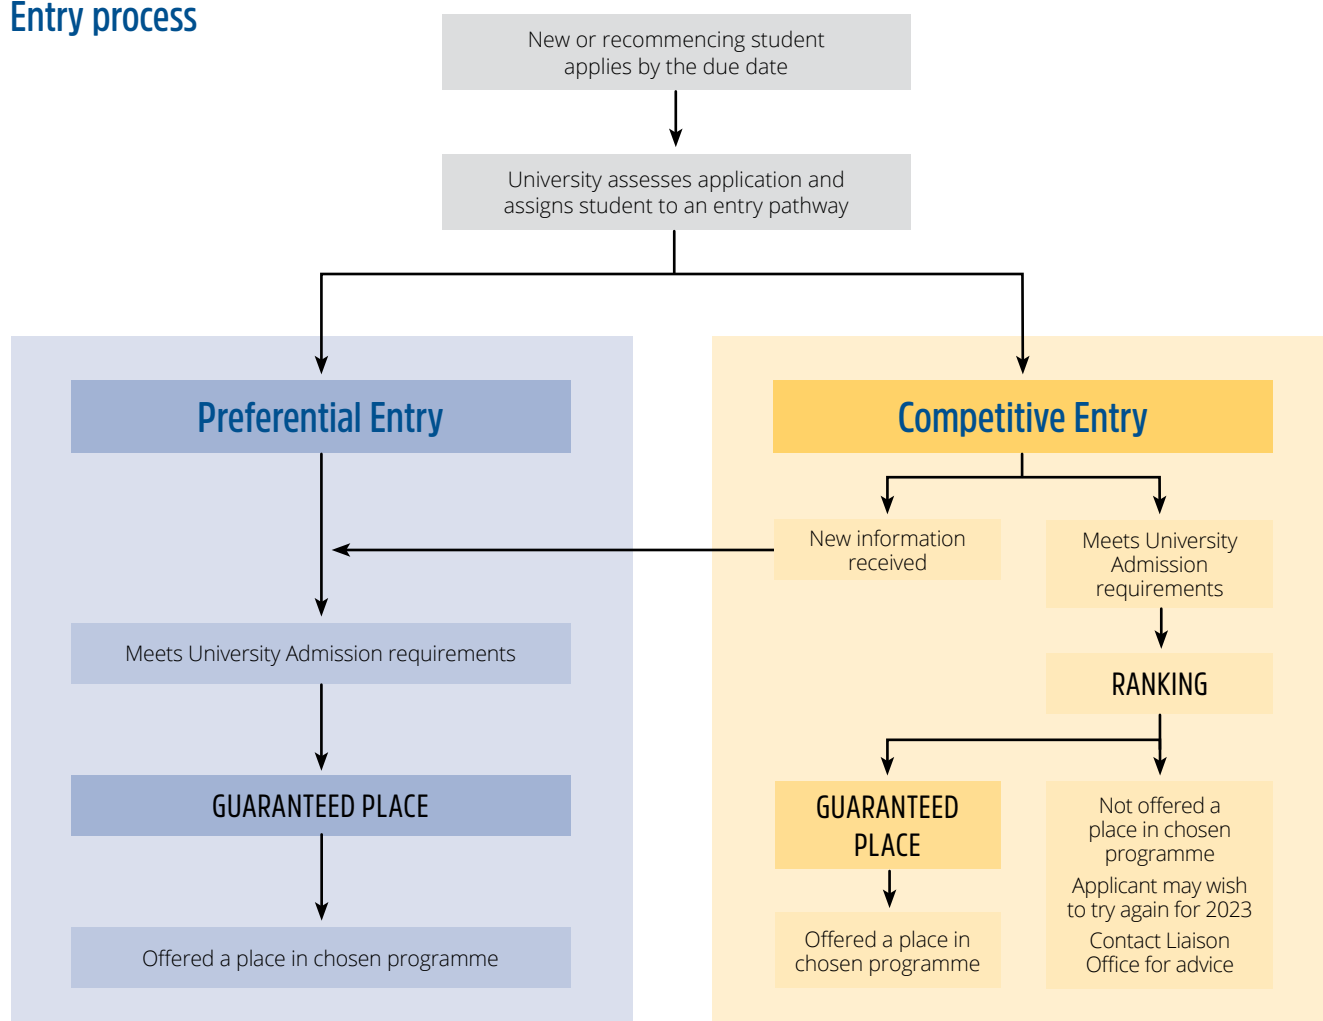 Entry process
New or recommencing student
applies by the due date
University assesses application and
assigns student to an entry pathway
Preferential Entry
Meets University Admission requirements
GUARANTEED PLACE
Offered a place in chosen programme
Competitive Entry
New information
received
Meets University
Admission
requirements
RANKING
GUARANTEED
PLACE
Offered a place in
chosen programme
Not offered a
place in chosen
programme
Applicant may wish
to try again for 2023
Contact Liaison
Office for advice